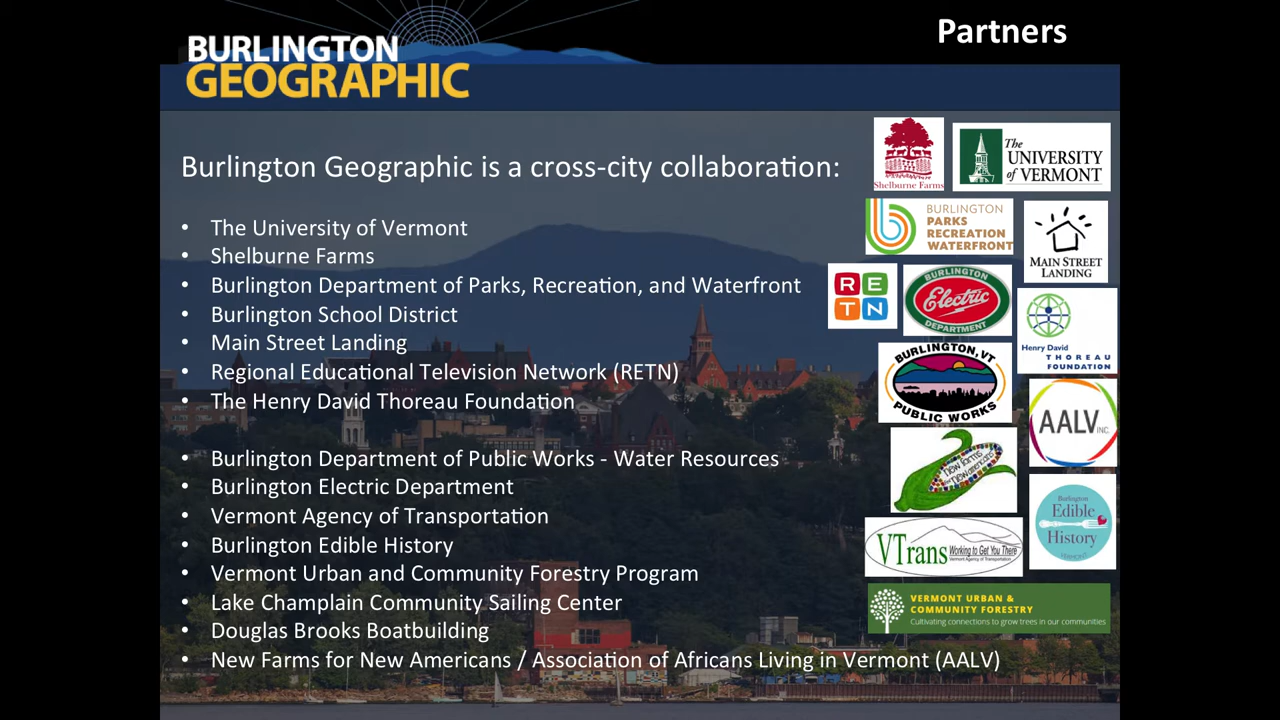 Partners
BURLINGTON
GEOGRAPHIC
Burlington Geographic is a cross-city collaboration:
• The University of Vermont
• Shelburne Farms
• Burlington Department of Parks, Recreation, and Waterfront
• Burlington School District
• Main Street Landing
• Regional Educational Television Network (RETN)
• The Henry David Thoreau Foundation
• Burlington Department of Public Works - Water Resources
• Burlington Electric Department
• Vermont Agency of Transportation
• Burlington Edible History
• Vermont Urban and Community Forestry Program
• Lake Champlain Community Sailing Center
• Douglas Brooks Boatbuilding
• New Farms for New Americans / Association of Africans Living in Vermont (AALV)
Shelburne Farms
The
UNIVERSITY
of VERMONT
BURLINGTON
PARKS
RECREATION
WATERFRONT
MAIN STREET
LANDING
RE
TN
BURLINGTON
Electric
DEPARTMENT
Henry David
THOREAU
FOUNDATION
BURLINGTON, VT
PUBLIC WORKS
AALV INC.
New Farms
for New Americans
Burlington
Edible
History
VERMONT
VTrans Working to Get You There
Vermont Agency of Transportation
VERMONT URBAN &
COMMUNITY FORESTRY
Cultivating connections to grow trees in our communities